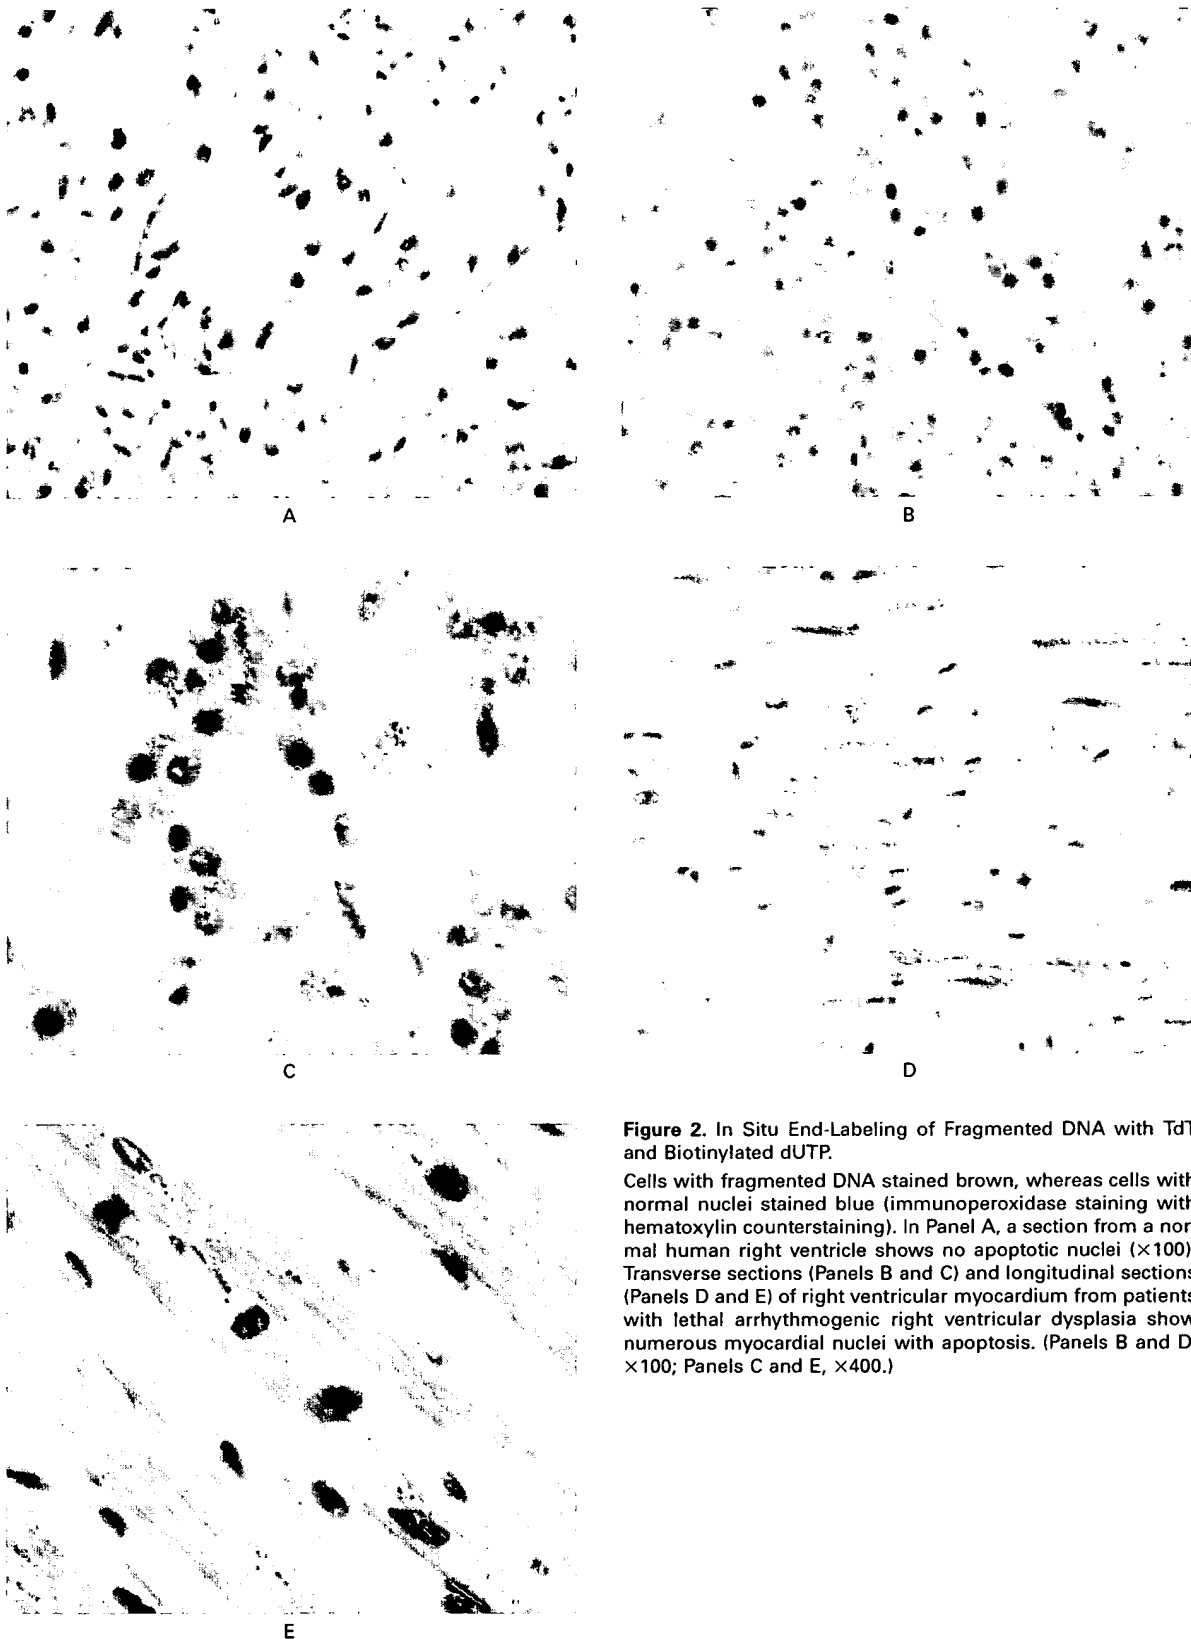 A
B
C
D
E
Figure 2. In Situ End-Labeling of Fragmented DNA with TdT
and Biotinylated dUTP.
Cells with fragmented DNA stained brown, whereas cells with
normal nuclei stained blue (immunoperoxidase staining with
hematoxylin counterstaining). In Panel A, a section from a nor
mal human right ventricle shows no apoptotic nuclei (×100)
Transverse sections (Panels B and C) and longitudinal sections
(Panels D and E) of right ventricular myocardium from patients
with lethal arrhythmogenic right ventricular dysplasia show
numerous myocardial nuclei with apoptosis. (Panels B and D
×100; Panels C and E, ×400.)